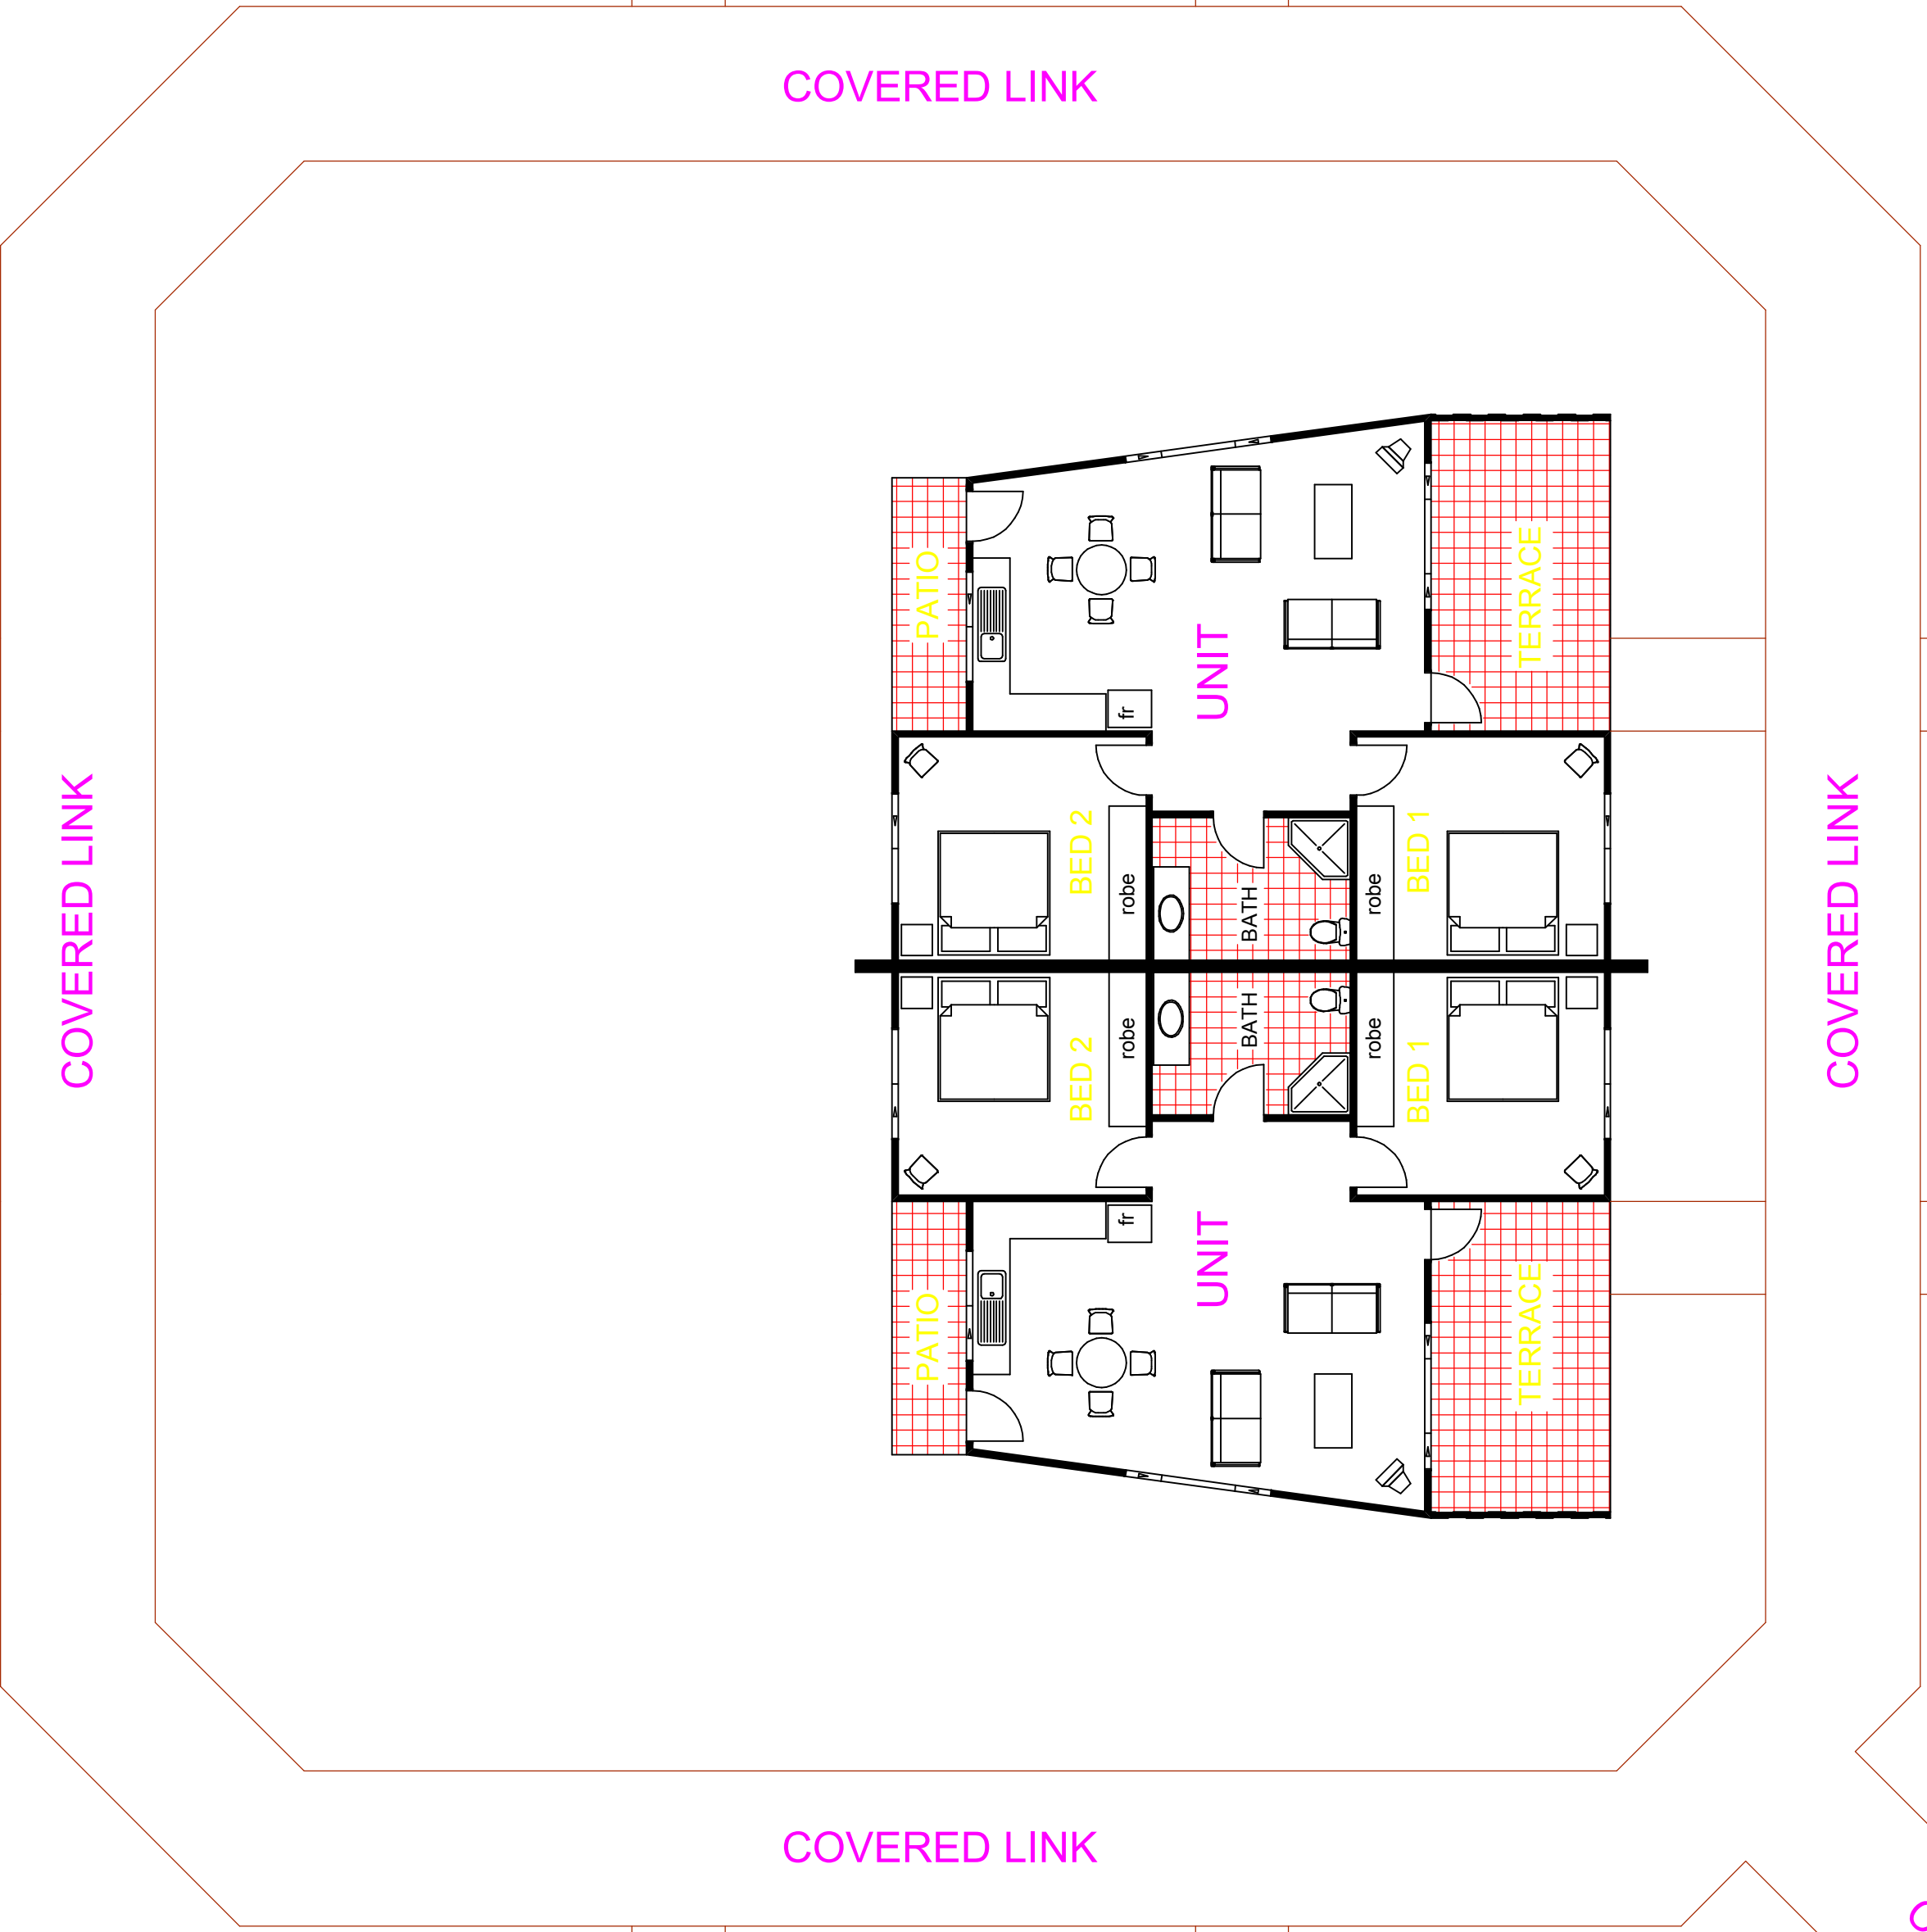 COVERED LINK
COVERED LINK
PATIO
UNIT
TERRACE
fr
BED 2
robe
BATH
robe
BED 1
COVERED LINK
BED 2
robe
BATH
robe
BED 1
fr
UNIT
PATIO
TERRACE
COVERED LINK